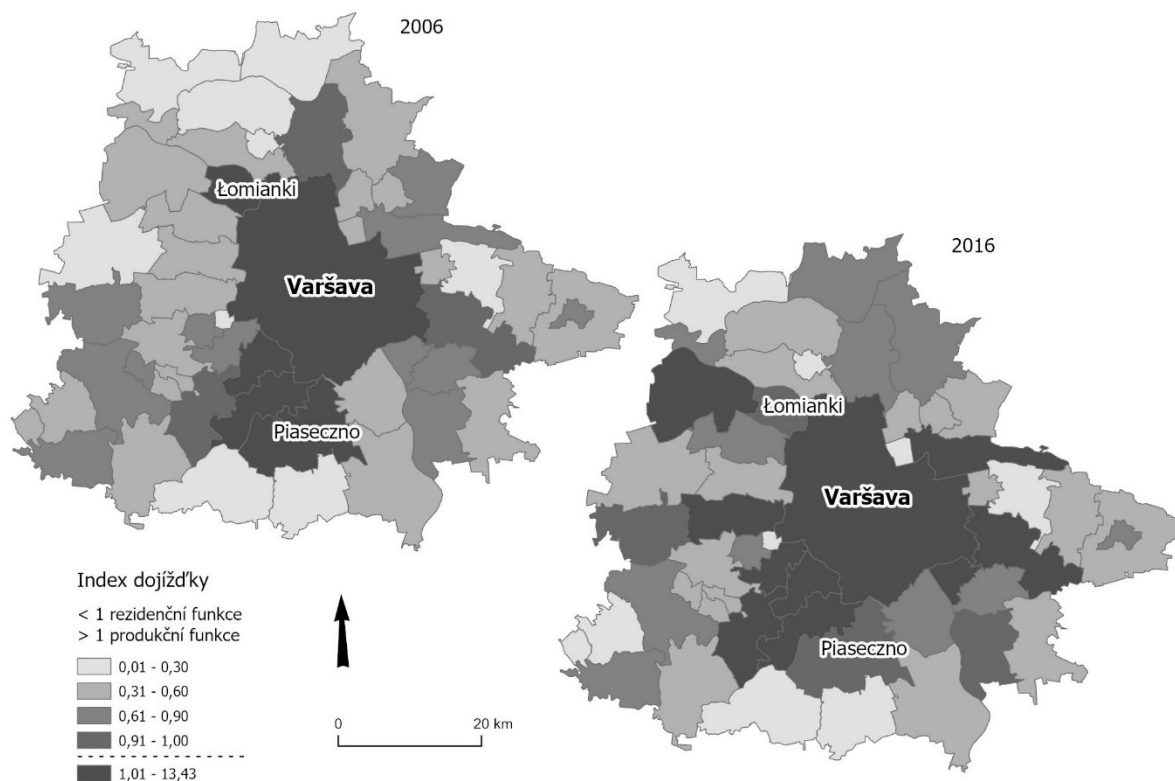 2006
Łomianki
Varšava
Piaseczno
2016
Łomianki
Varšava
Piaseczno
Index dojížďky
< 1 rezidenční funkce
> 1 produkční funkce
0,01 - 0,30
0,31 - 0,60
0,61 - 0,90
0,91 - 1,00
1,01 - 13,43
0 20 km